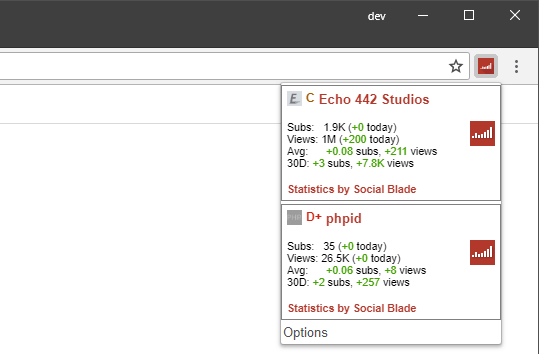 dev
C Echo 442 Studios
Subs: 1.9K (+0 today)
Views: 1M (+200 today)
Avg: +0.08 subs, +211 views
30D: +3 subs, +7.8K views
Statistics by Social Blade
D+ phpid
Subs: 35 (+0 today)
Views: 26.5K (+0 today)
Avg: +0.06 subs, +8 views
30D: +2 subs, +257 views
Statistics by Social Blade
Options